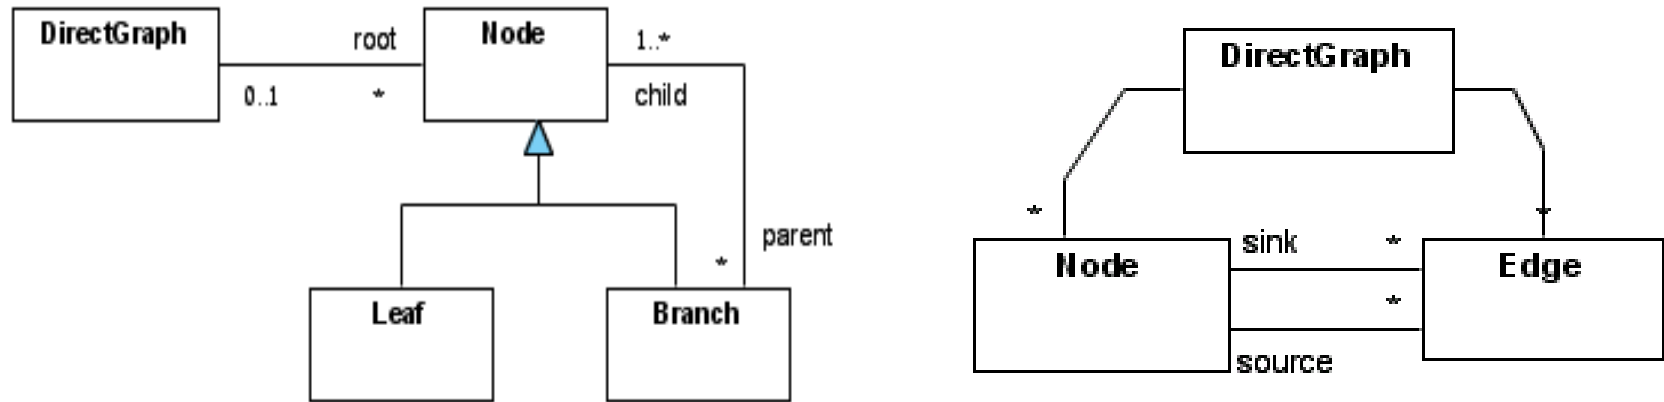 DirectGraph
root
0..1
*
Node
1..*
child
parent
*
Leaf
Branch
DirectGraph
*
*
Node
sink
*
*
source
Edge